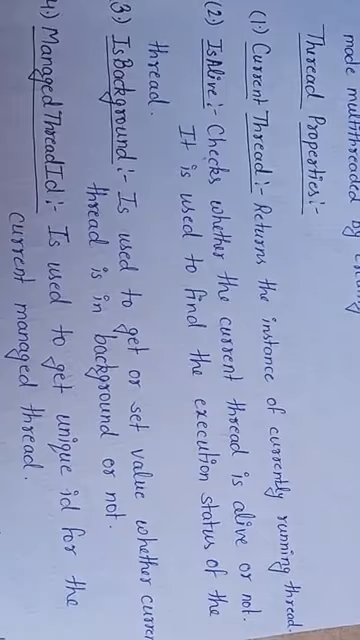 mode multithreaded by
Thread Properties:-
(1.) Current Thread:- Returns the instance of currently running thread.
(2.) IsAlive:- Checks whether the current thread is alive or not.
It is used to find the execution status of the
thread.
(3.) IsBackground:- Is used to get or set value whether curren
thread is in background or not.
4.) ManagedThreadId:- Is used to get unique id for the
current managed thread.